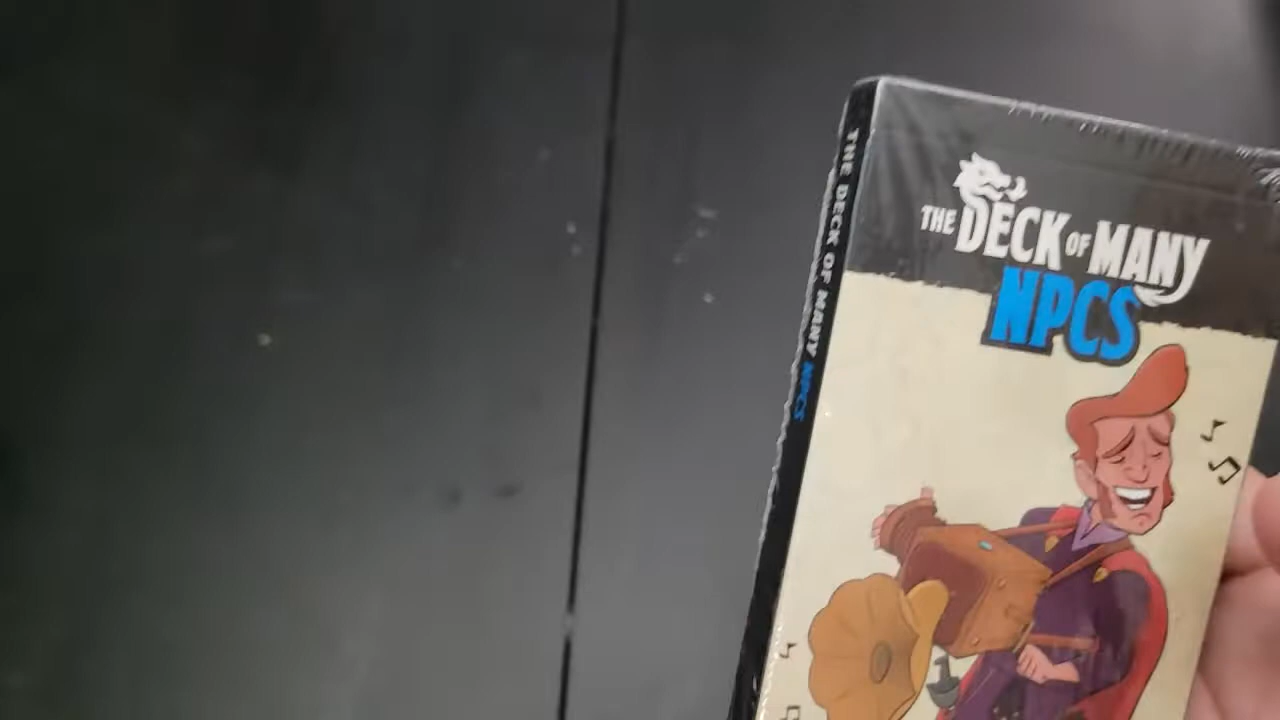 THE DECK OF MANY
NPCS
THE DECK OF MANY NPCS